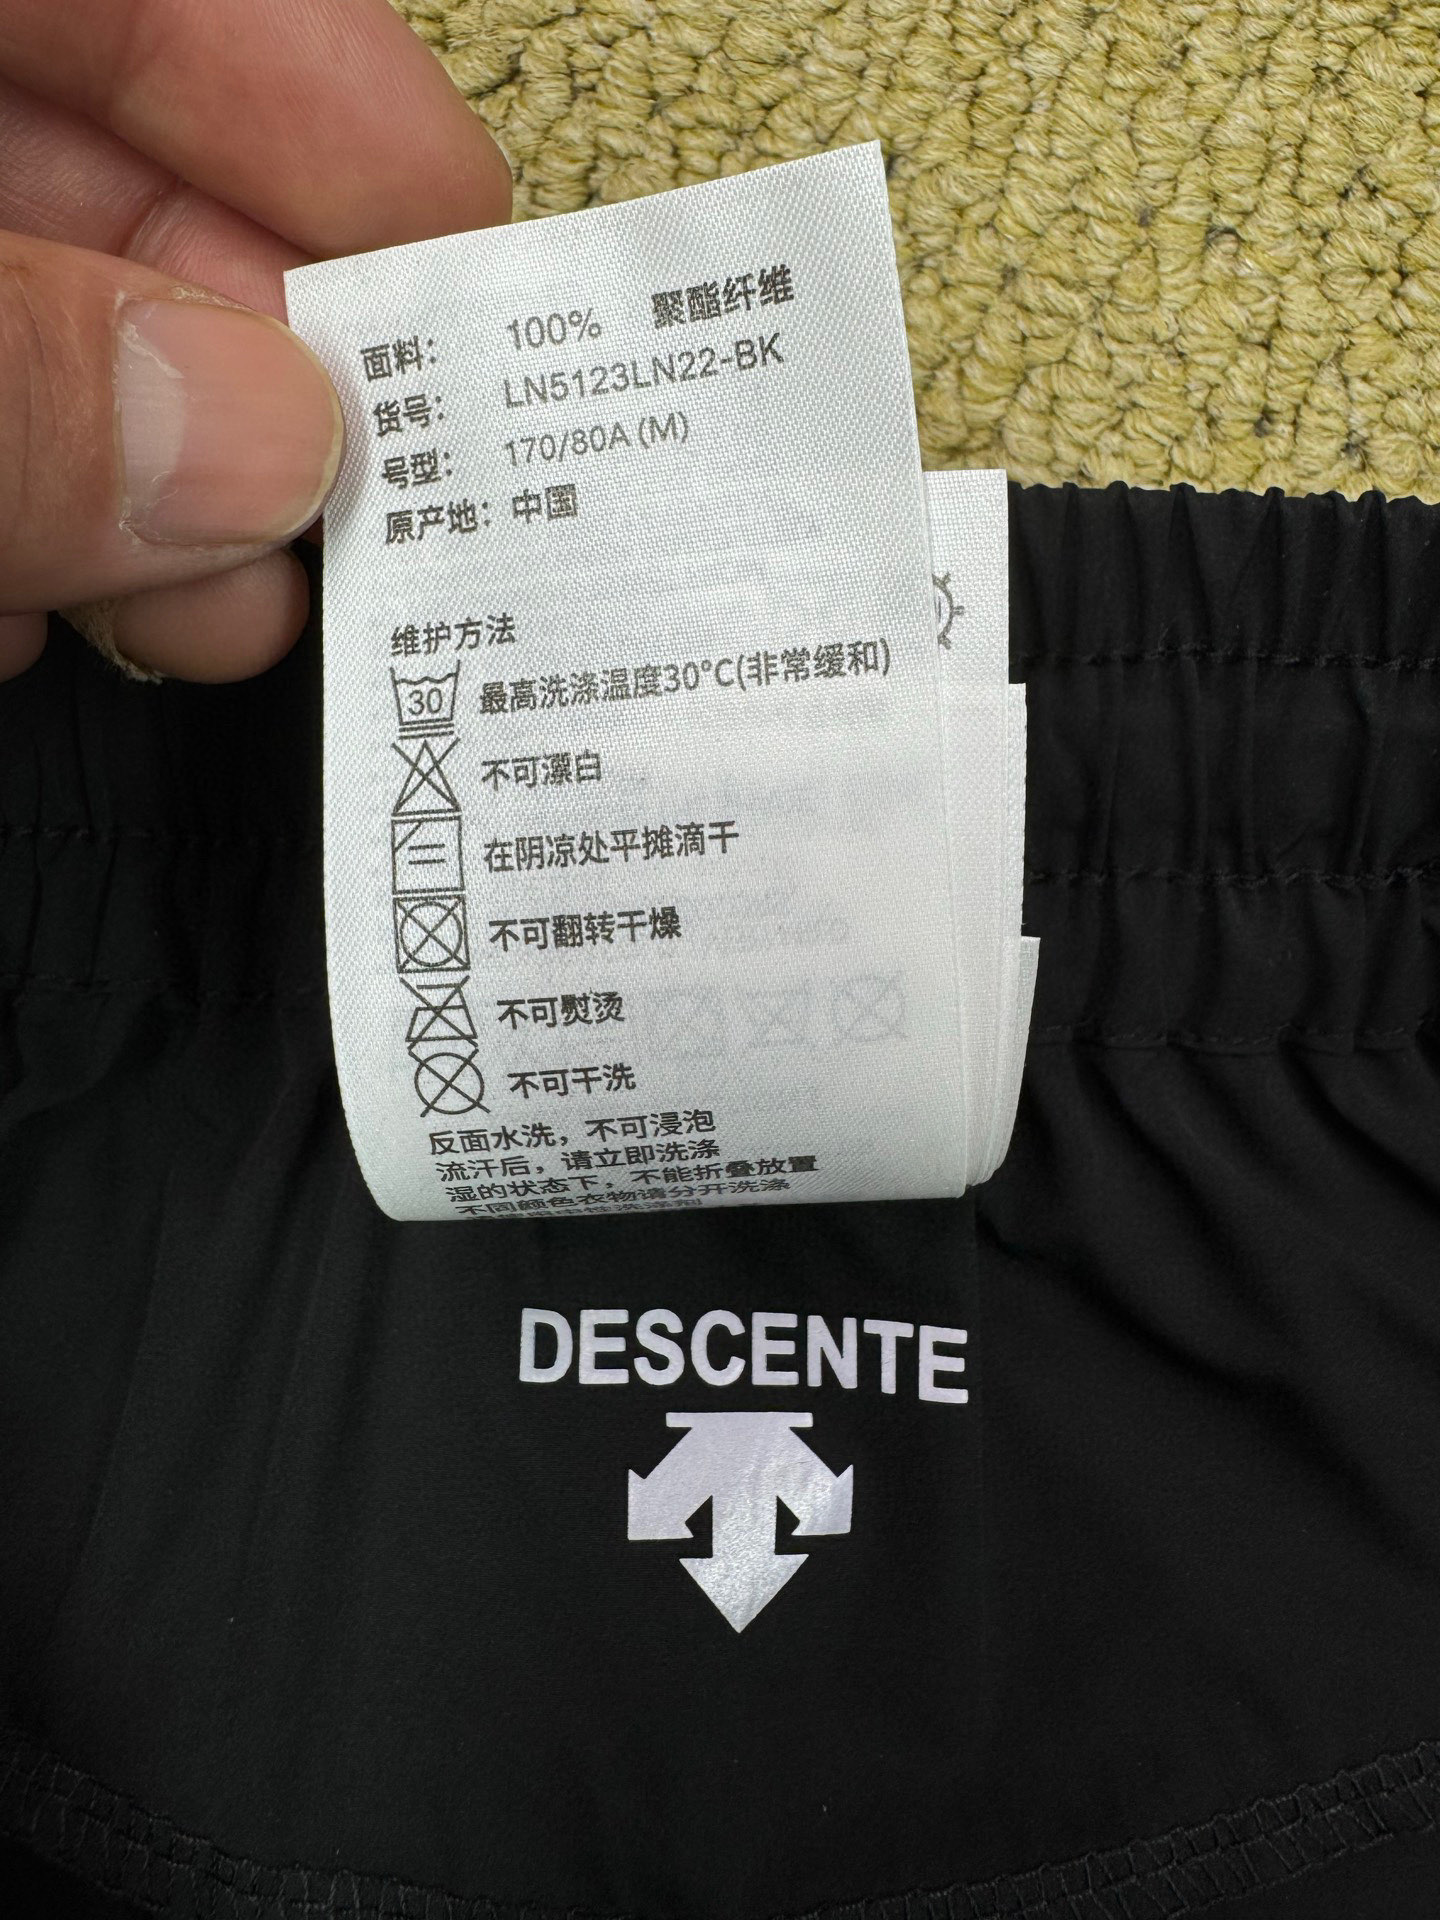 面料： 100% 聚酯纤维
货号： LN5123LN22-BK
号型： 170/80A (M)
原产地： 中国
维护方法
30 最高洗涤温度30°C(非常缓和)
不可漂白
在阴凉处平摊滴干
不可翻转干燥
不可熨烫
不可干洗
反面水洗，不可浸泡
流汗后，请立即洗涤
湿的状态下，不能折叠放置
不同颜色衣物请分开洗涤
DESCENTE